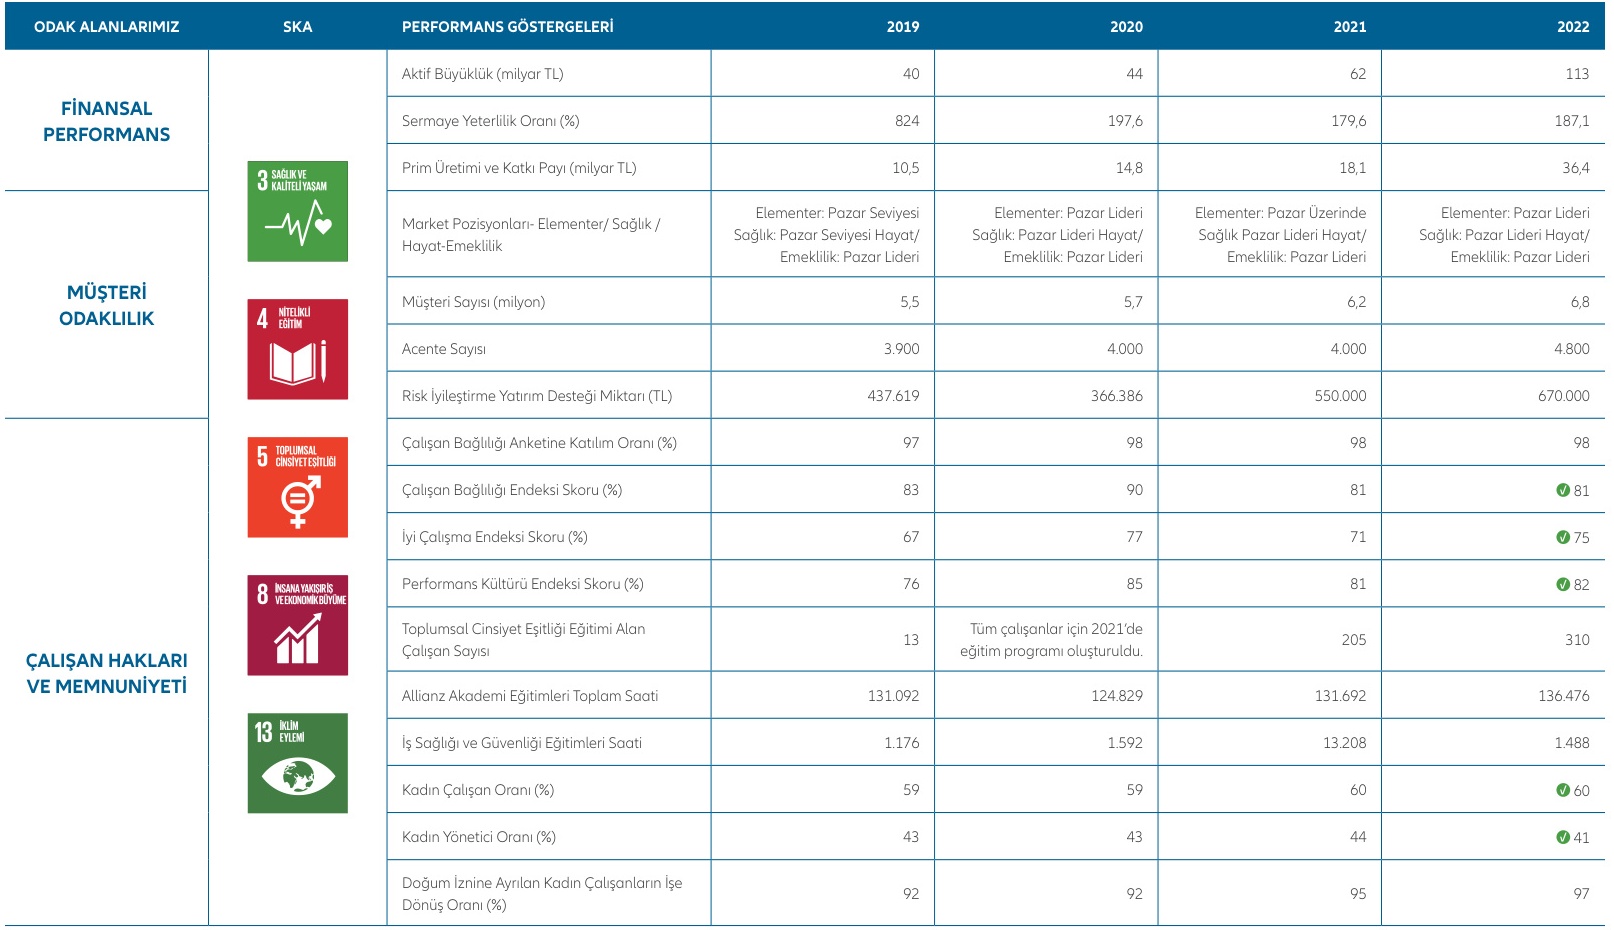 ODAK ALANLARIMIZ SKA PERFORMANS GÖSTERGELERİ 2019 2020 2021 2022
FİNANSAL
PERFORMANS
Aktif Büyüklük (milyar TL) 40 44 62 113
Sermaye Yeterlilik Oranı (%) 824 197,6 179,6 187,1
Prim Üretimi ve Katkı Payı (milyar TL) 10,5 14,8 18,1 36,4
3 SAĞLIK VE
KALİTELİ YAŞAM
MÜŞTERİ
ODAKLILIK
Market Pozisyonları- Elementer/ Sağlık /
Hayat-Emeklilik
Elementer: Pazar Seviyesi
Sağlık: Pazar Seviyesi Hayat/
Emeklilik: Pazar Lideri
Elementer: Pazar Lideri
Sağlık: Pazar Lideri Hayat/
Emeklilik: Pazar Lideri
Elementer: Pazar Üzerinde
Sağlık Pazar Lideri Hayat/
Emeklilik: Pazar Lideri
Elementer: Pazar Lideri
Sağlık: Pazar Lideri Hayat/
Emeklilik: Pazar Lideri
Müşteri Sayısı (milyon) 5,5 5,7 6,2 6,8
4 NİTELİKLİ
EĞİTİM
Acente Sayısı 3.900 4.000 4.000 4.800
Risk İyileştirme Yatırım Desteği Miktarı (TL) 437.619 366.386 550.000 670.000
ÇALIŞAN HAKLARI
VE MEMNUNİYETİ
Çalışan Bağlılığı Anketine Katılım Oranı (%) 97 98 98 98
5 TOPLUMSAL
CİNSİYET EŞİTLİĞİ
Çalışan Bağlılığı Endeksi Skoru (%) 83 90 81 81
İyi Çalışma Endeksi Skoru (%) 67 77 71 75
Performans Kültürü Endeksi Skoru (%) 76 85 81 82
8 İNSANA YAKIŞIR İŞ
VE EKONOMİK BÜYÜME
Toplumsal Cinsiyet Eşitliği Eğitimi Alan
Çalışan Sayısı
13
Tüm çalışanlar için 2021'de
eğitim programı oluşturuldu.
205
310
Allianz Akademi Eğitimleri Toplam Saati 131.092 124.829 131.692 136.476
13 İKLİM
EYLEMİ
İş Sağlığı ve Güvenliği Eğitimleri Saati 1.176 1.592 13.208 1.488
Kadın Çalışan Oranı (%) 59 59 60 60
Kadın Yönetici Oranı (%) 43 43 44 41
Doğum İznine Ayrılan Kadın Çalışanların İşe
Dönüş Oranı (%)
92 92 95 97